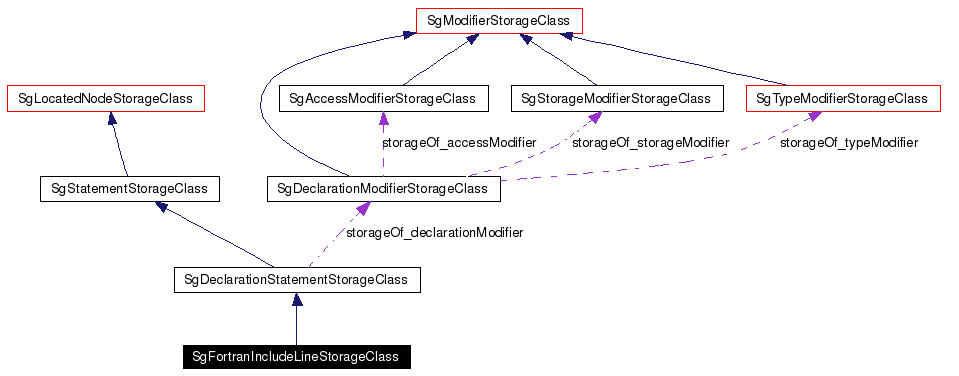 SgModifierStorageClass
SgLocatedNodeStorageClass
SgAccessModifierStorageClass
SgStorageModifierStorageClass
SgTypeModifierStorageClass
storageOf_accessModifier
storageOf_storageModifier
storageOf_typeModifier
SgStatementStorageClass
SgDeclarationModifierStorageClass
storageOf_declarationModifier
SgDeclarationStatementStorageClass
SgFortranIncludeLineStorageClass